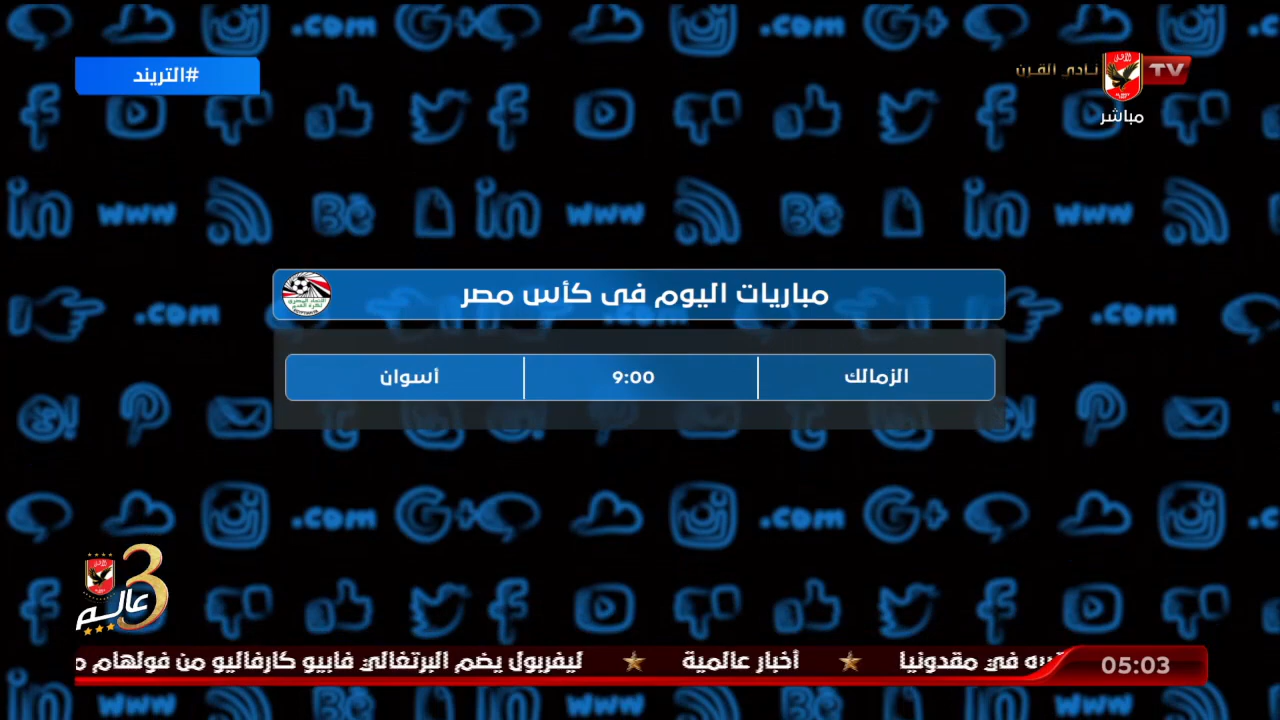 #التريند
نادي القرن
TV
مباشر
مباريات اليوم فى كأس مصر
الزمالك
9:00
أسوان
3
عالم
في مقدونيا
أخبار عالمية
ليفربول يضم البرتغالي فابيو كارفاليو من فولهام
05:03